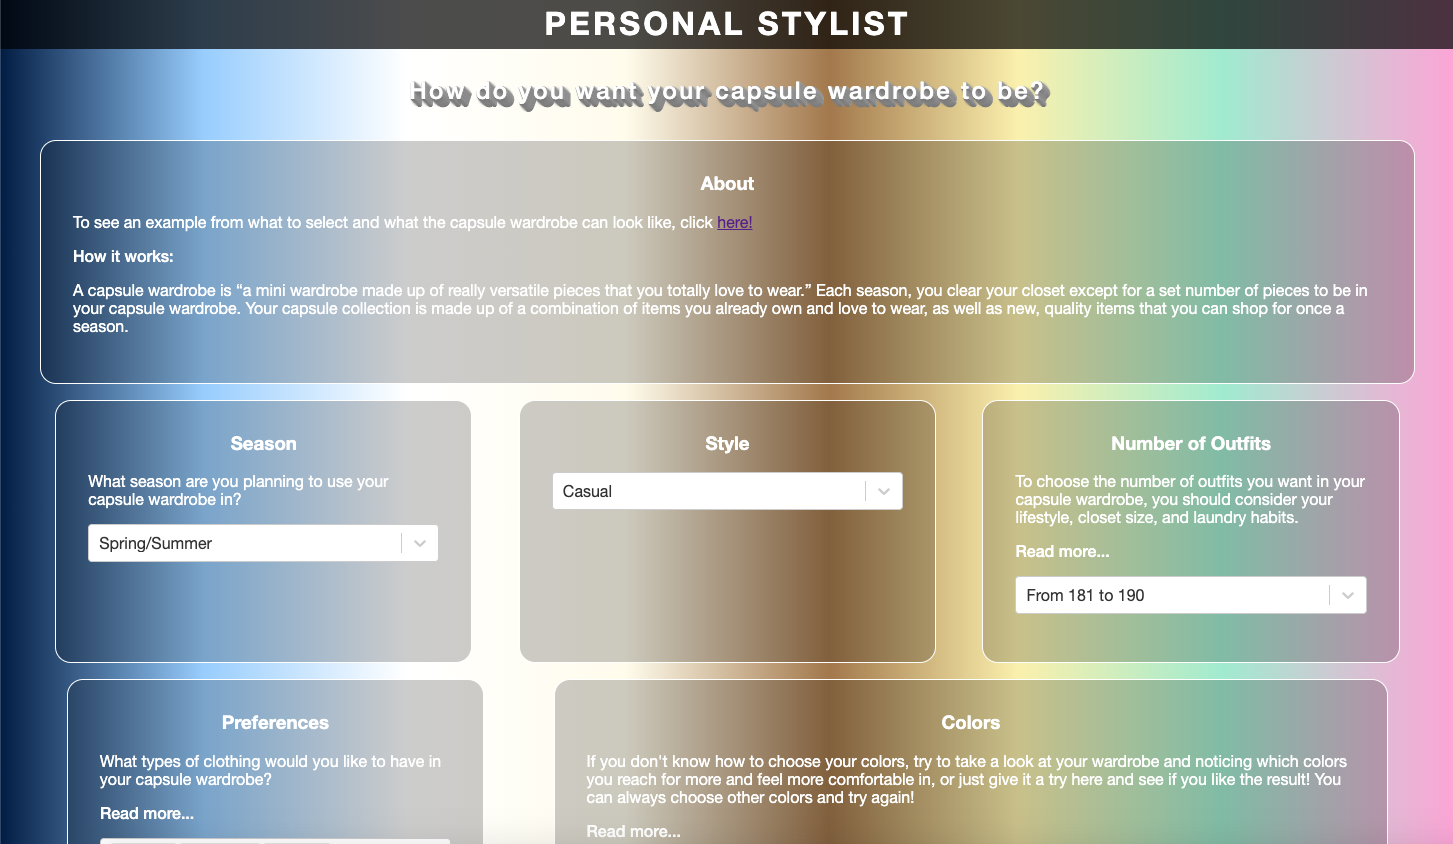 PERSONAL STYLIST
How do you want your capsule wardrobe to be?
About
To see an example from what to select and what the capsule wardrobe can look like, click here!
How it works:
A capsule wardrobe is “a mini wardrobe made up of really versatile pieces that you totally love to wear.” Each season, you clear your closet except for a set number of pieces to be in
your capsule wardrobe. Your capsule collection is made up of a combination of items you already own and love to wear, as well as new, quality items that you can shop for once a
season.
Season
What season are you planning to use your
capsule wardrobe in?
Spring/Summer
Style
Casual
Number of Outfits
To choose the number of outfits you want in your
capsule wardrobe, you should consider your
lifestyle, closet size, and laundry habits.
Read more...
From 181 to 190
Preferences
What types of clothing would you like to have in
your capsule wardrobe?
Read more...
Colors
If you don't know how to choose your colors, try to take a look at your wardrobe and noticing which colors
you reach for more and feel more comfortable in, or just give it a try here and see if you like the result! You
can always choose other colors and try again!
Read more...